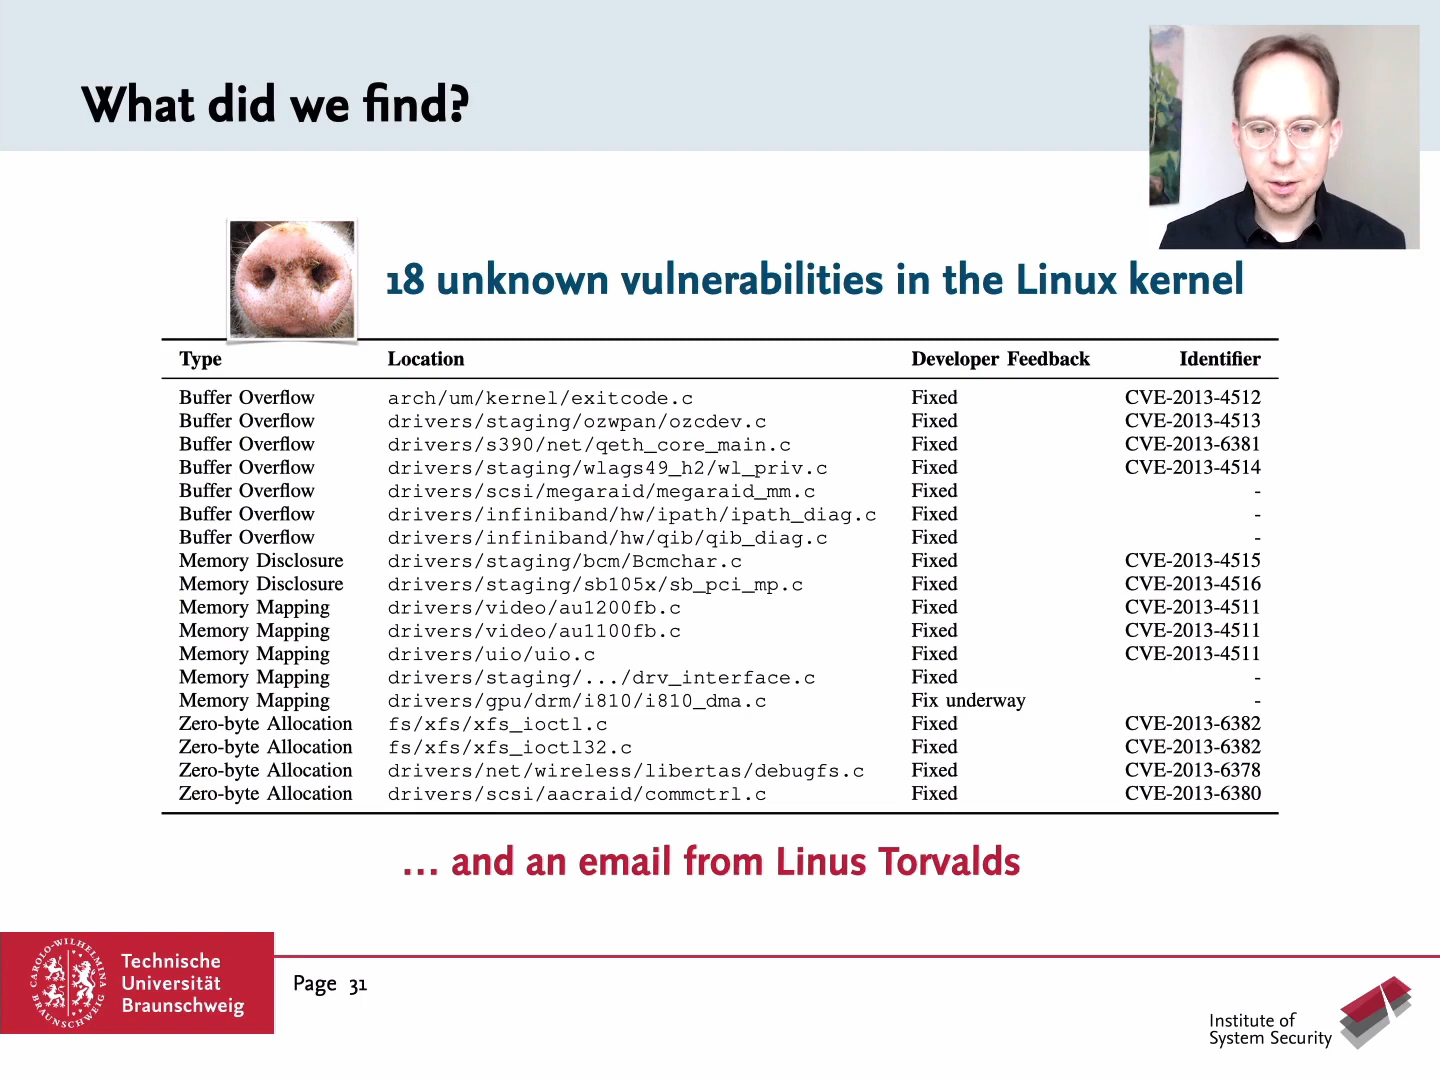 What did we find?
18 unknown vulnerabilities in the Linux kernel
Type Location Developer Feedback Identifier
Buffer Overflow arch/um/kernel/exitcode.c Fixed CVE-2013-4512
Buffer Overflow drivers/staging/ozwpan/ozcdev.c Fixed CVE-2013-4513
Buffer Overflow drivers/s390/net/qeth_core_main.c Fixed CVE-2013-6381
Buffer Overflow drivers/staging/wlags49_h2/wl_priv.c Fixed CVE-2013-4514
Buffer Overflow drivers/scsi/megaraid/megaraid_mm.c Fixed -
Buffer Overflow drivers/infiniband/hw/ipath/ipath_diag.c Fixed -
Buffer Overflow drivers/infiniband/hw/qib/qib_diag.c Fixed -
Memory Disclosure drivers/staging/bcm/Bcmchar.c Fixed CVE-2013-4515
Memory Disclosure drivers/staging/sb105x/sb_pci_mp.c Fixed CVE-2013-4516
Memory Mapping drivers/video/au1200fb.c Fixed CVE-2013-4511
Memory Mapping drivers/video/au1100fb.c Fixed CVE-2013-4511
Memory Mapping drivers/uio/uio.c Fixed CVE-2013-4511
Memory Mapping drivers/staging/.../drv_interface.c Fixed -
Memory Mapping drivers/gpu/drm/i810/i810_dma.c Fix underway -
Zero-byte Allocation fs/xfs/xfs_ioctl.c Fixed CVE-2013-6382
Zero-byte Allocation fs/xfs/xfs_ioctl32.c Fixed CVE-2013-6382
Zero-byte Allocation drivers/net/wireless/libertas/debugfs.c Fixed CVE-2013-6378
Zero-byte Allocation drivers/scsi/aacraid/commctrl.c Fixed CVE-2013-6380
... and an email from Linus Torvalds
CAROLO-WILHELMINA
BRAUNSCHWEIG
Technische
Universität
Braunschweig
Page 31
Institute of
System Security